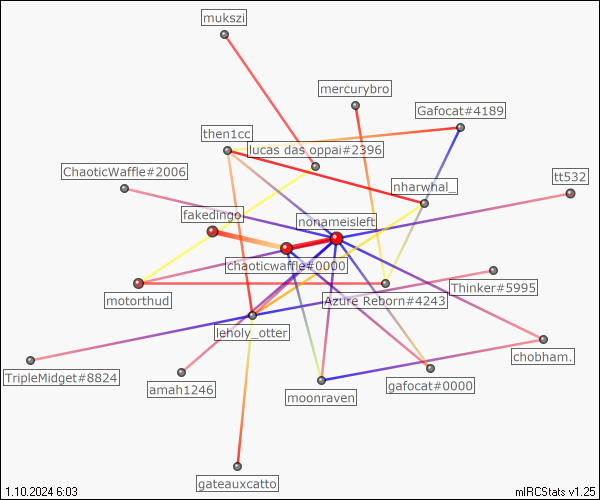 mukszi
mercurybro
Gafocat#4189
then1cc
lucas das oppai#2396
ChaoticWaffle#2006
tt532
nharwhal_
fakedingo
nonameisleft
chaoticwaffle#0000
Thinker#5995
motorthud
Azure Reborn#4243
leholy_otter
chobham.
TripleMidget#8824
amah1246
gafocat#0000
moonraven
gateauxcatto
1.10.2024 6:03
mIRCStats v1.25